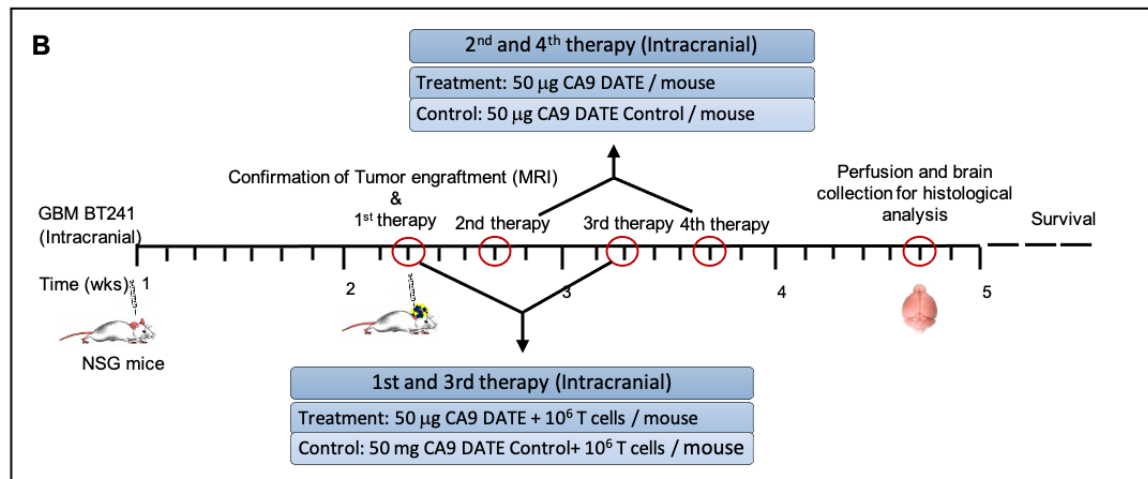 B
2nd and 4th therapy (Intracranial)
Treatment: 50 μg CA9 DATE / mouse
Control: 50 μg CA9 DATE Control / mouse
Confirmation of Tumor engraftment (MRI)
&
1st therapy
2nd therapy
3rd therapy
4th therapy
Perfusion and brain
collection for histological
analysis
Survival
GBM BT241
(Intracranial)
Time (wks)
1
2
3
4
5
NSG mice
1st and 3rd therapy (Intracranial)
Treatment: 50 μg CA9 DATE + 10⁶ T cells / mouse
Control: 50 mg CA9 DATE Control+ 10⁶ T cells / mouse